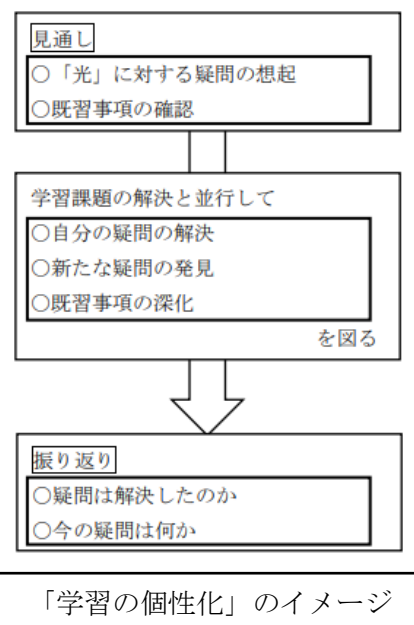 見通し
○「光」に対する疑問の想起
○既習事項の確認
学習課題の解決と並行して
○自分の疑問の解決
○新たな疑問の発見
○既習事項の深化
を図る
振り返り
○疑問は解決したのか
○今の疑問は何か
「学習の個性化」のイメージ